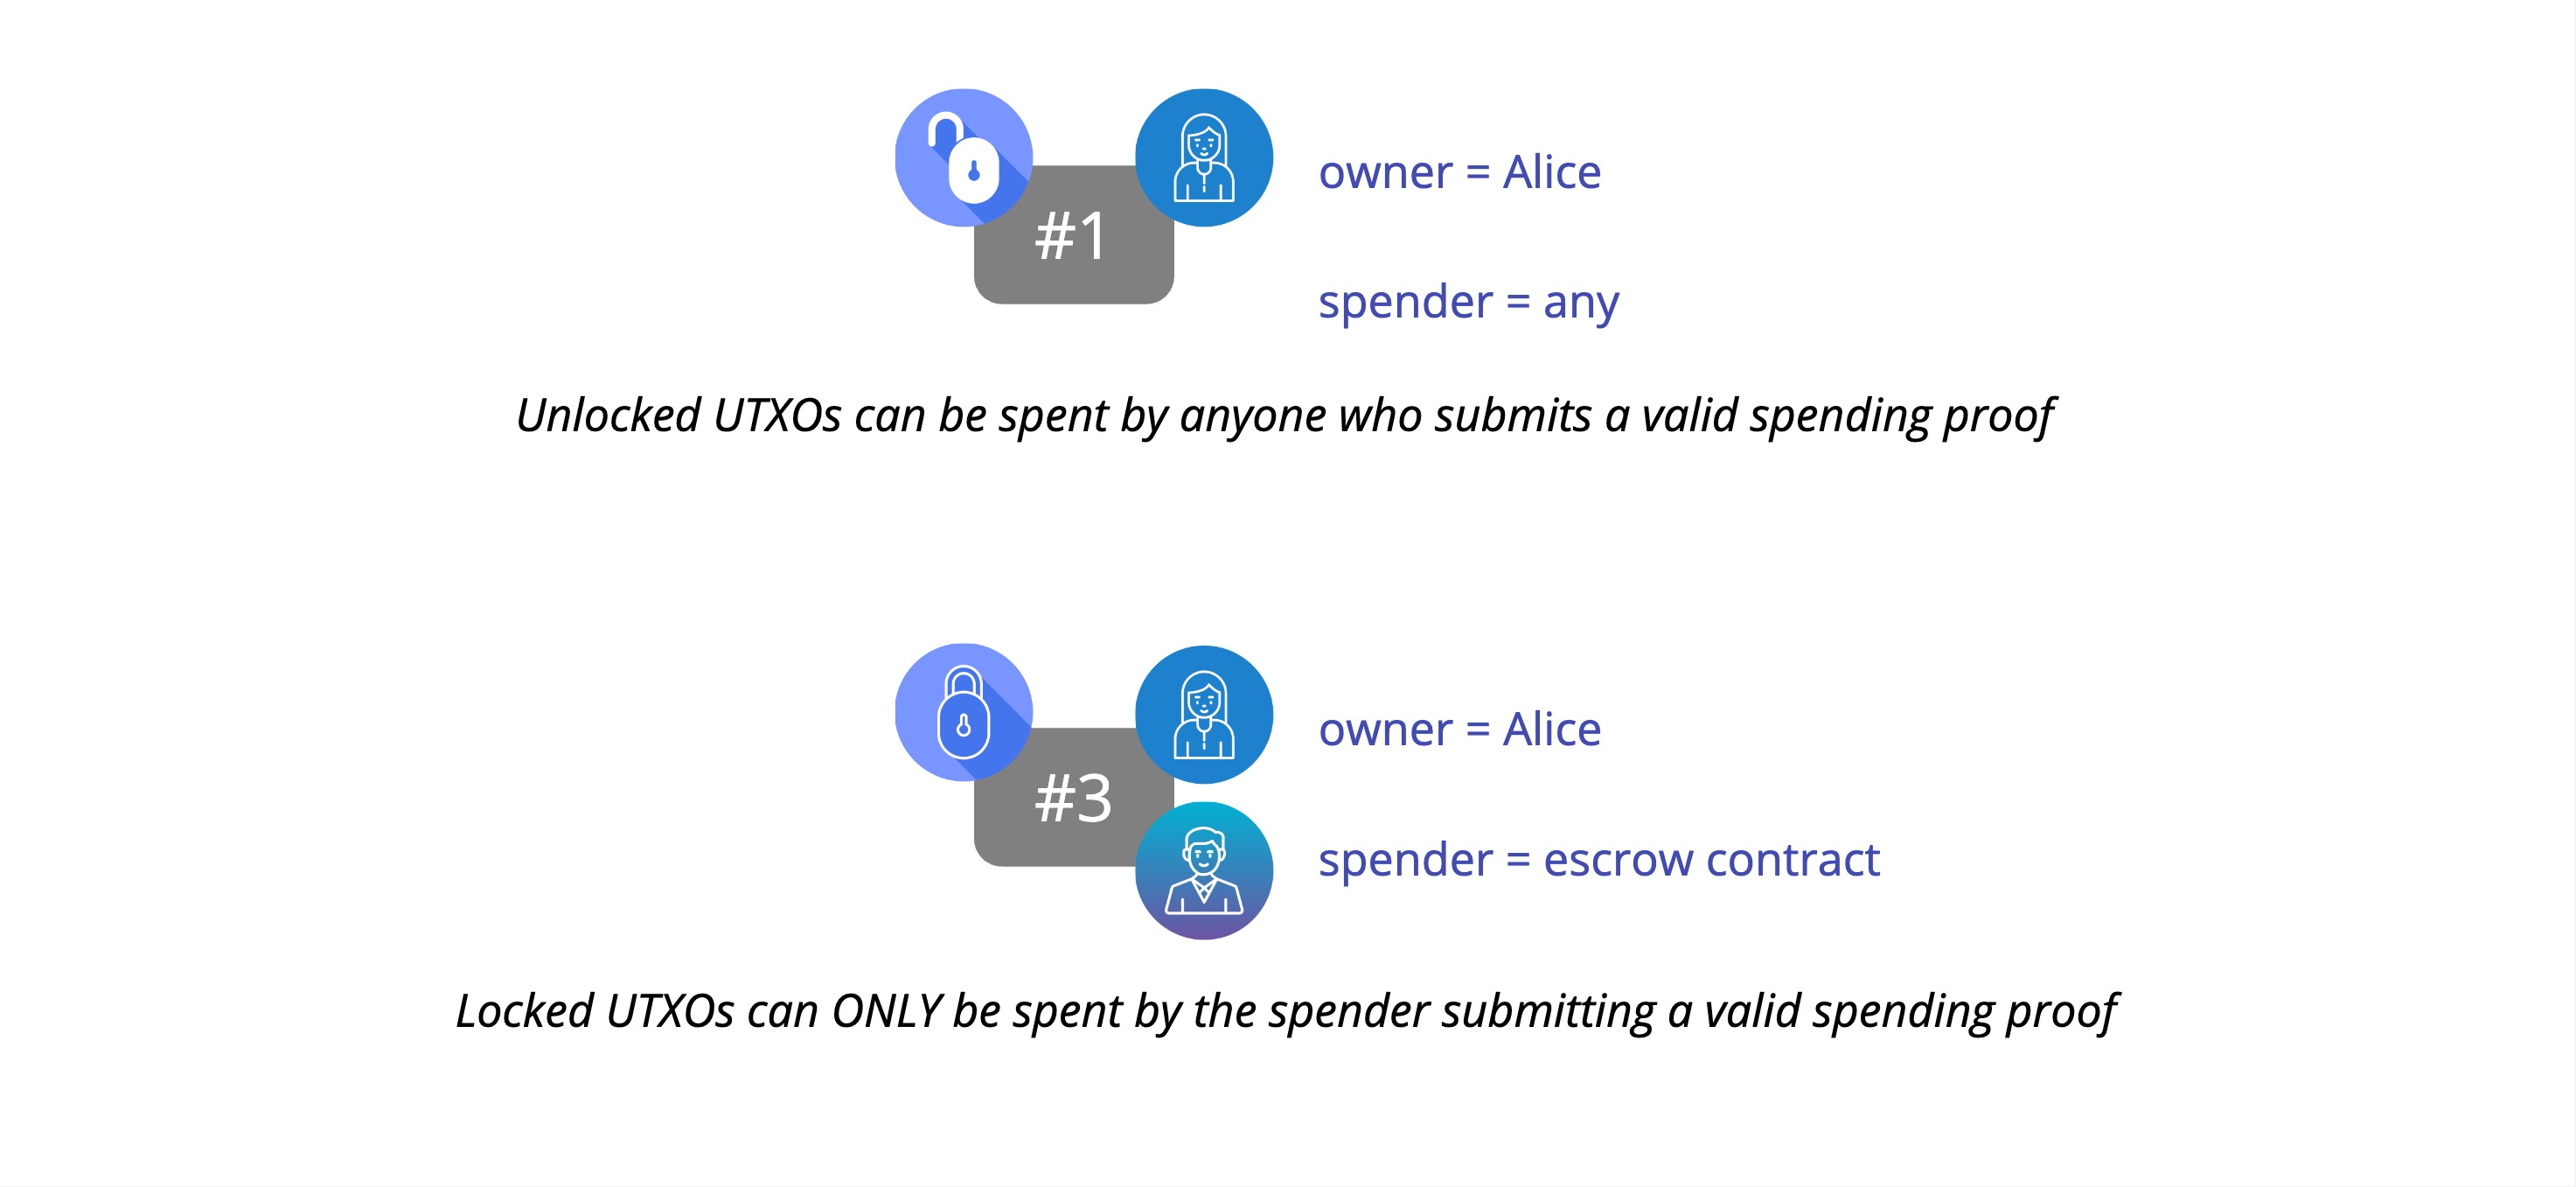 #1
owner = Alice
spender = any
Unlocked UTXOs can be spent by anyone who submits a valid spending proof
#3
owner = Alice
spender = escrow contract
Locked UTXOs can ONLY be spent by the spender submitting a valid spending proof